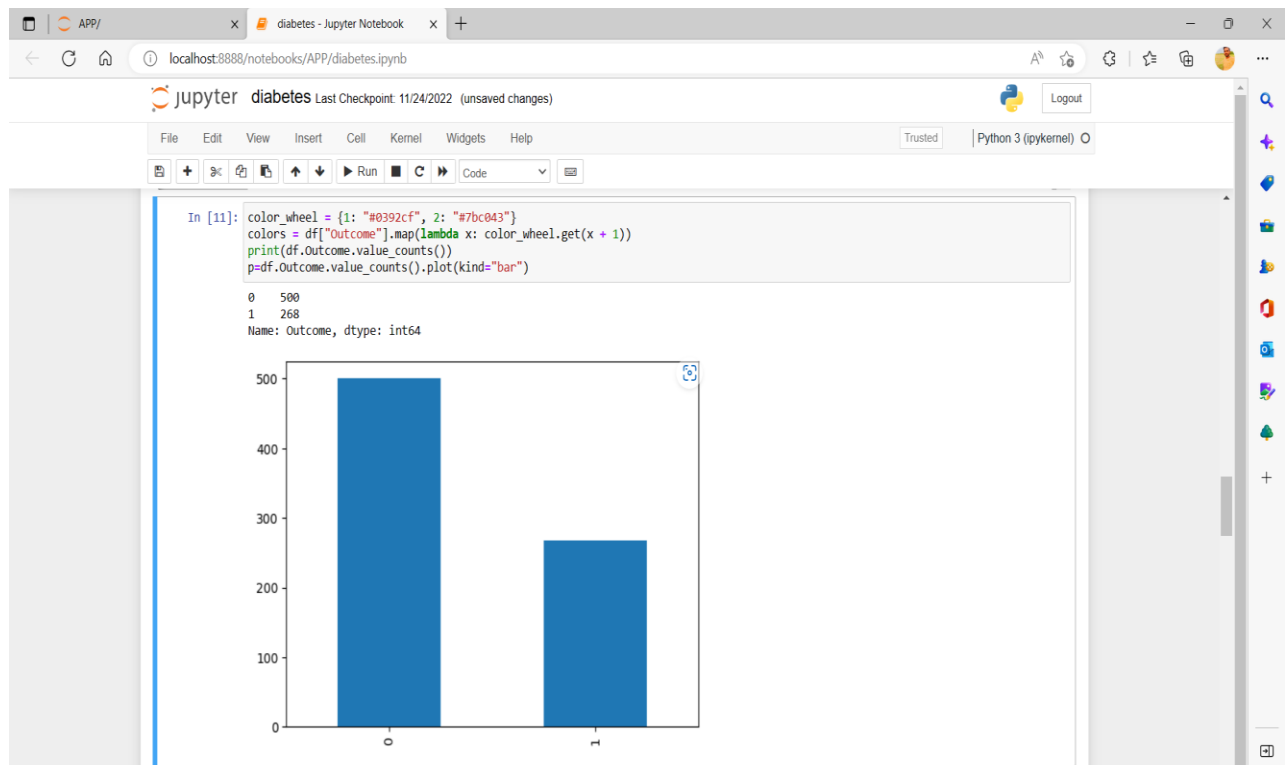 APP/
diabetes - Jupyter Notebook
localhost:8888/notebooks/APP/diabetes.ipynb
jupyter diabetes Last Checkpoint: 11/24/2022 (unsaved changes)
Logout
File Edit View Insert Cell Kernel Widgets Help
Trusted Python 3 (ipykernel)
Run Code
In [11]: color_wheel = {1: "#0392cf", 2: "#7bc043"}
colors = df["Outcome"].map(lambda x: color_wheel.get(x + 1))
print(df.Outcome.value_counts())
p=df.Outcome.value_counts().plot(kind="bar")
0 500
1 268
Name: Outcome, dtype: int64
500
400
300
200
100
0
0 1